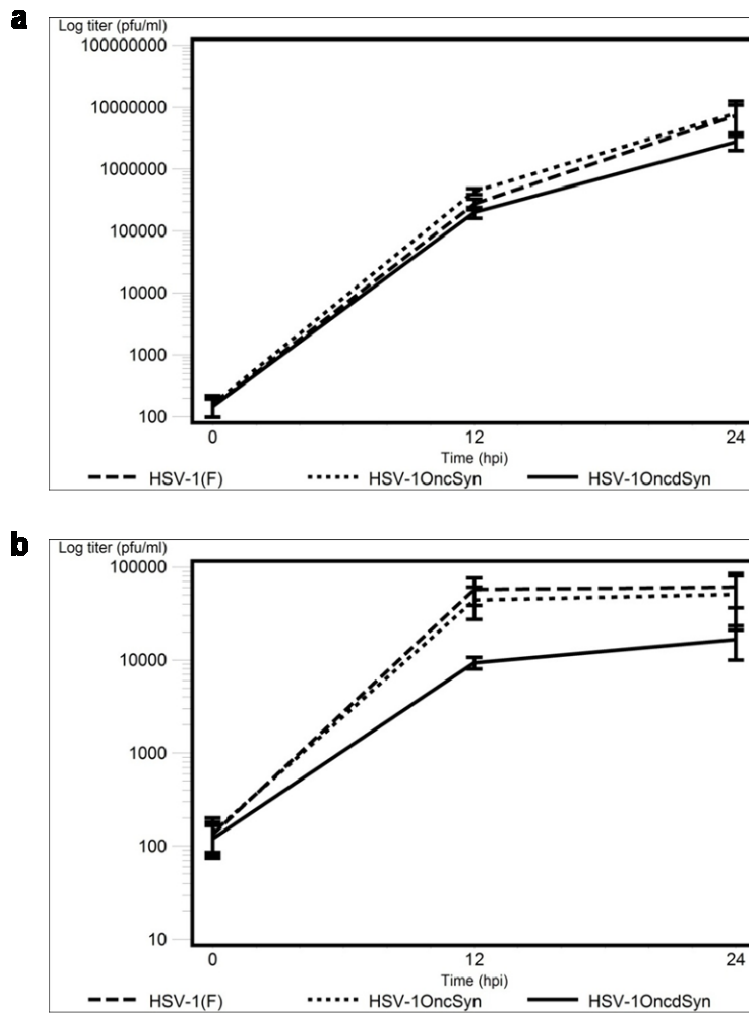 a
Log titer (pfu/ml)
100000000
10000000
1000000
100000
10000
1000
100
0 12 24
Time (hpi)
HSV-1(F) HSV-1OncSyn HSV-1OncdSyn
b
Log titer (pfu/ml)
100000
10000
1000
100
10
0 12 24
Time (hpi)
HSV-1(F) HSV-1OncSyn HSV-1OncdSyn